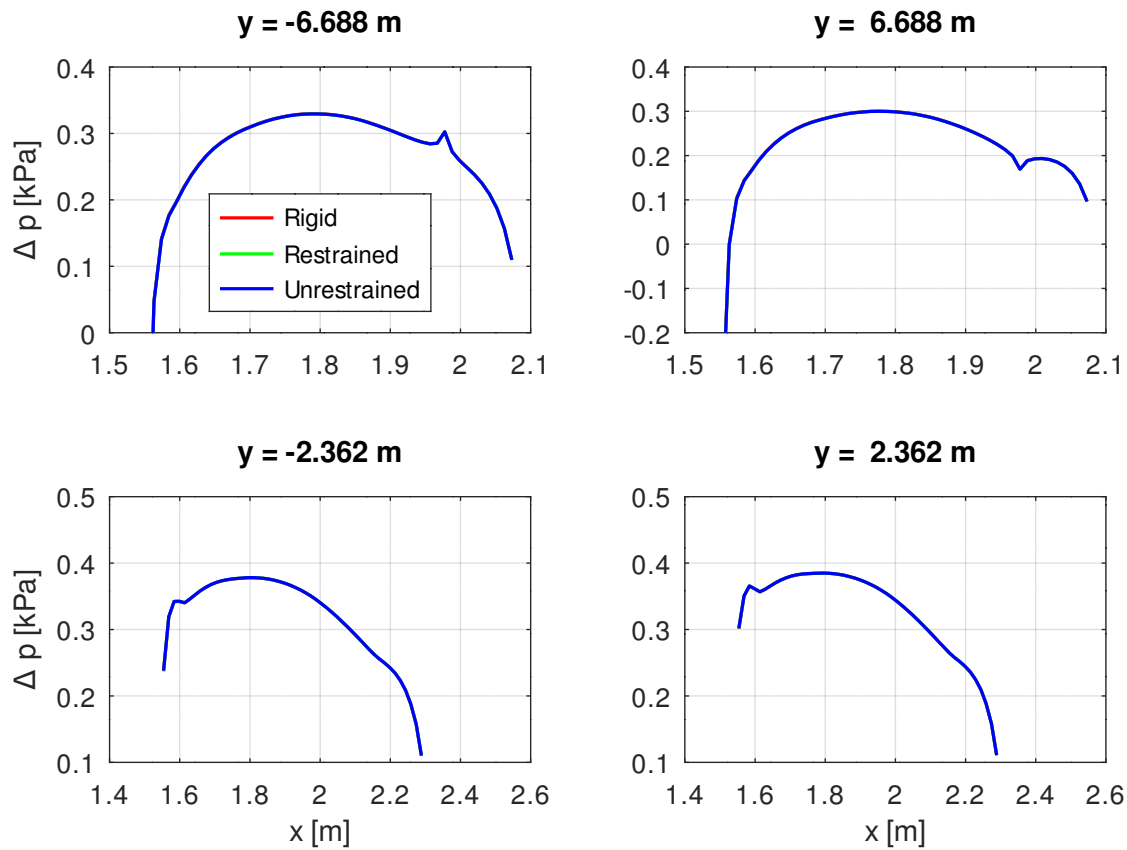 y = -6.688 m
y = 6.688 m
Δ p [kPa]
0.4
0.3
0.2
0.1
0
1.5 1.6 1.7 1.8 1.9 2 2.1
Rigid
Restrained
Unrestrained
0.4
0.3
0.2
0.1
0
-0.1
-0.2
1.5 1.6 1.7 1.8 1.9 2 2.1
y = -2.362 m
y = 2.362 m
Δ p [kPa]
0.5
0.4
0.3
0.2
0.1
1.4 1.6 1.8 2 2.2 2.4 2.6
x [m]
0.5
0.4
0.3
0.2
0.1
1.4 1.6 1.8 2 2.2 2.4 2.6
x [m]